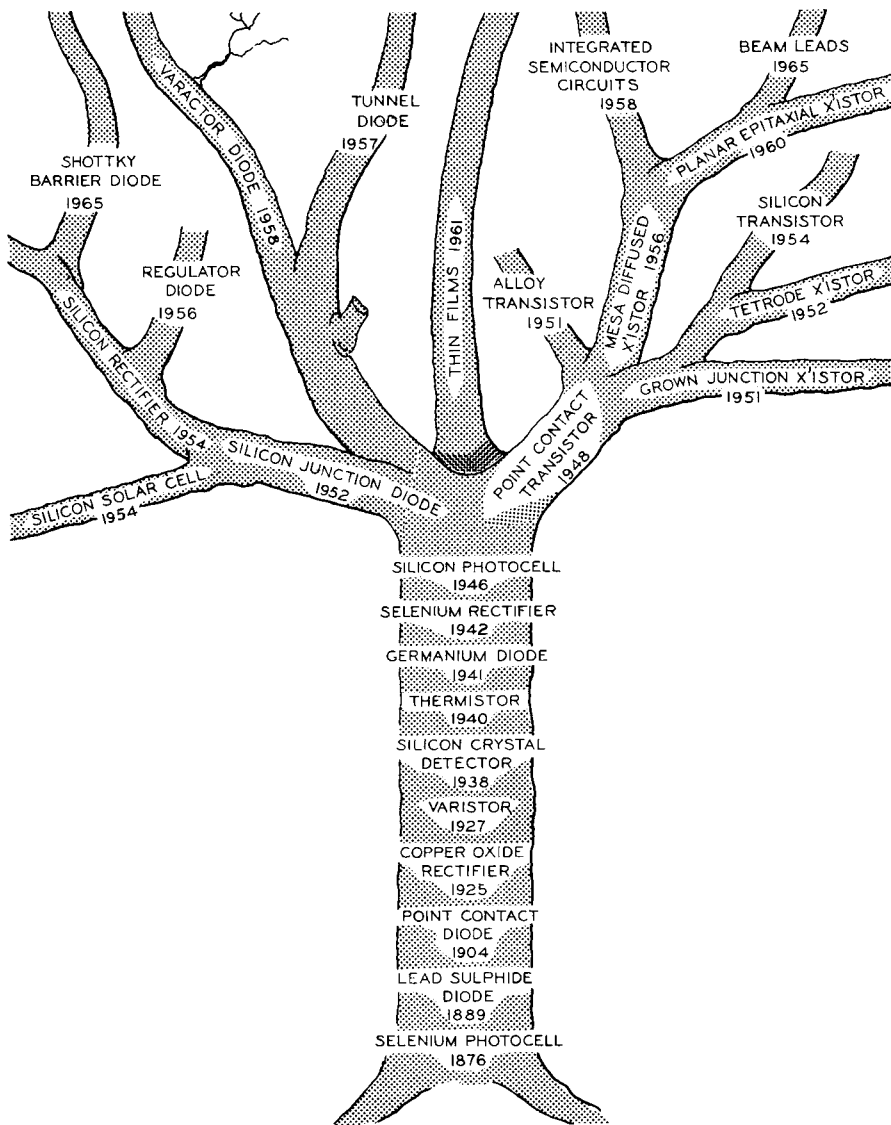 INTEGRATED
SEMICONDUCTOR
CIRCUITS
1958
BEAM LEADS
1965
VARACTOR DIODE 1958
TUNNEL
DIODE
1957
PLANAR EPITAXIAL X'ISTOR
1960
SHOTTKY
BARRIER DIODE
1965
THIN FILMS 1961
SILICON
TRANSISTOR
1954
REGULATOR
DIODE
1956
ALLOY
TRANSISTOR
1951
MESA DIFFUSED
X'ISTOR 1956
TETRODE X'ISTOR
1952
SILICON RECTIFIER 1954
GROWN JUNCTION X'ISTOR
1951
POINT CONTACT
TRANSISTOR
1948
SILICON JUNCTION DIODE
1952
SILICON SOLAR CELL
1954
SILICON PHOTOCELL
1946
SELENIUM RECTIFIER
1942
GERMANIUM DIODE
1941
THERMISTOR
1940
SILICON CRYSTAL
DETECTOR
1938
VARISTOR
1927
COPPER OXIDE
RECTIFIER
1925
POINT CONTACT
DIODE
1904
LEAD SULPHIDE
DIODE
1889
SELENIUM PHOTOCELL
1876